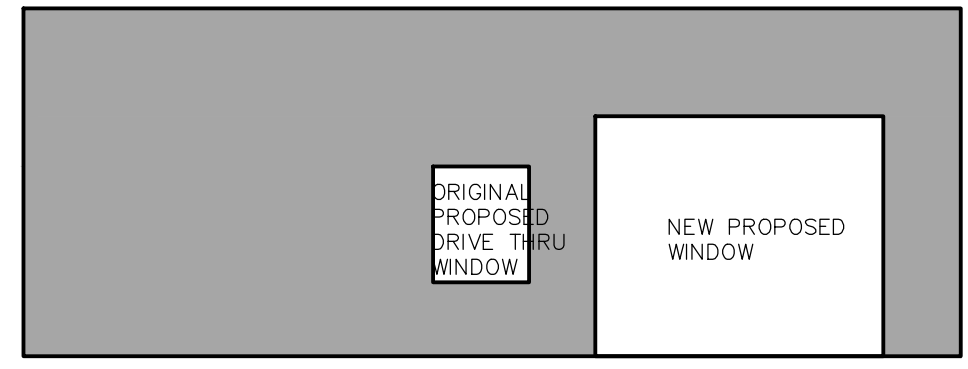 ORIGINAL
PROPOSED
DRIVE THRU
WINDOW
NEW PROPOSED
WINDOW